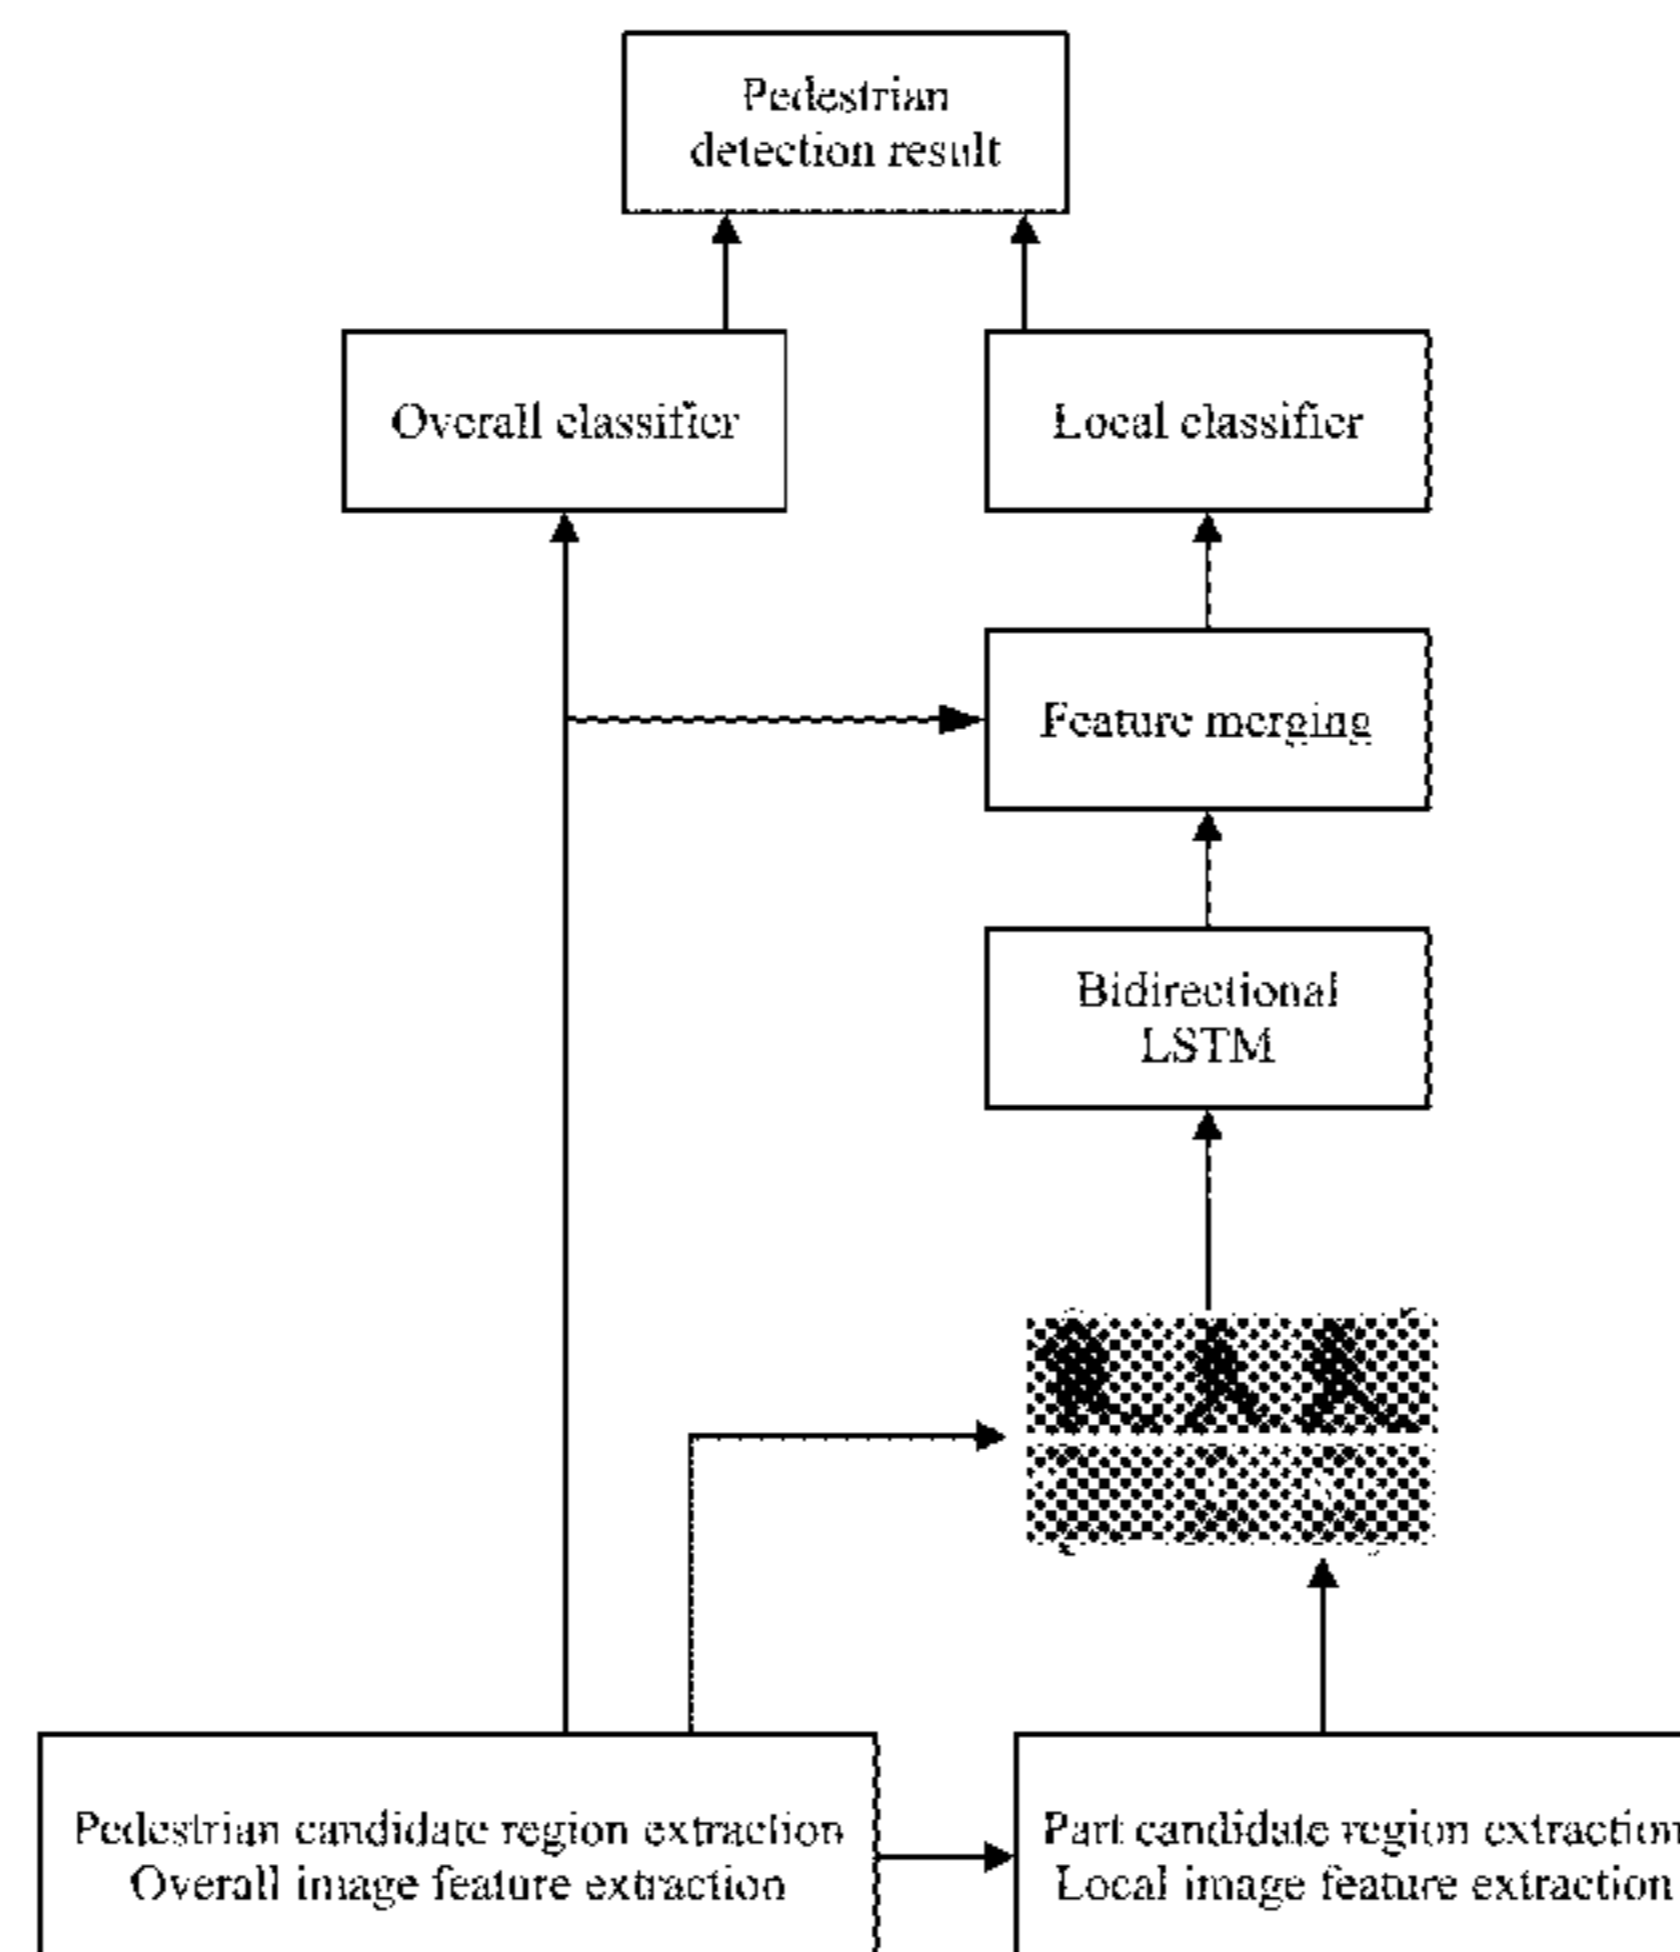 Pedestrian
detection result
Overall classifier
Local classifier
Feature merging
Bidirectional
LSTM
Pedestrian candidate region extraction
Overall image feature extraction
Part candidate region extraction
Local image feature extraction